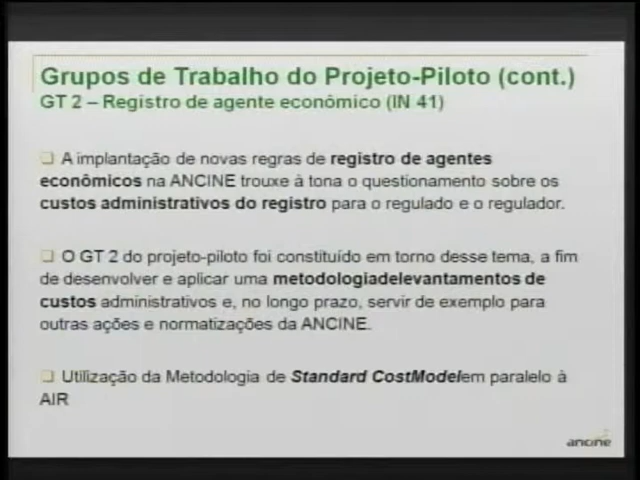 Grupos de Trabalho do Projeto-Piloto (cont.)
GT 2 – Registro de agente econômico (IN 41)
❑ A implantação de novas regras de registro de agentes
econômicos na ANCINE trouxe à tona o questionamento sobre os
custos administrativos do registro para o regulado e o regulador.
❑ O GT 2 do projeto-piloto foi constituído em torno desse tema, a fim
de desenvolver e aplicar uma metodologiadelevantamentos de
custos administrativos e, no longo prazo, servir de exemplo para
outras ações e normatizações da ANCINE.
❑ Utilização da Metodologia de Standard CostModelem paralelo à
AIR
ancine